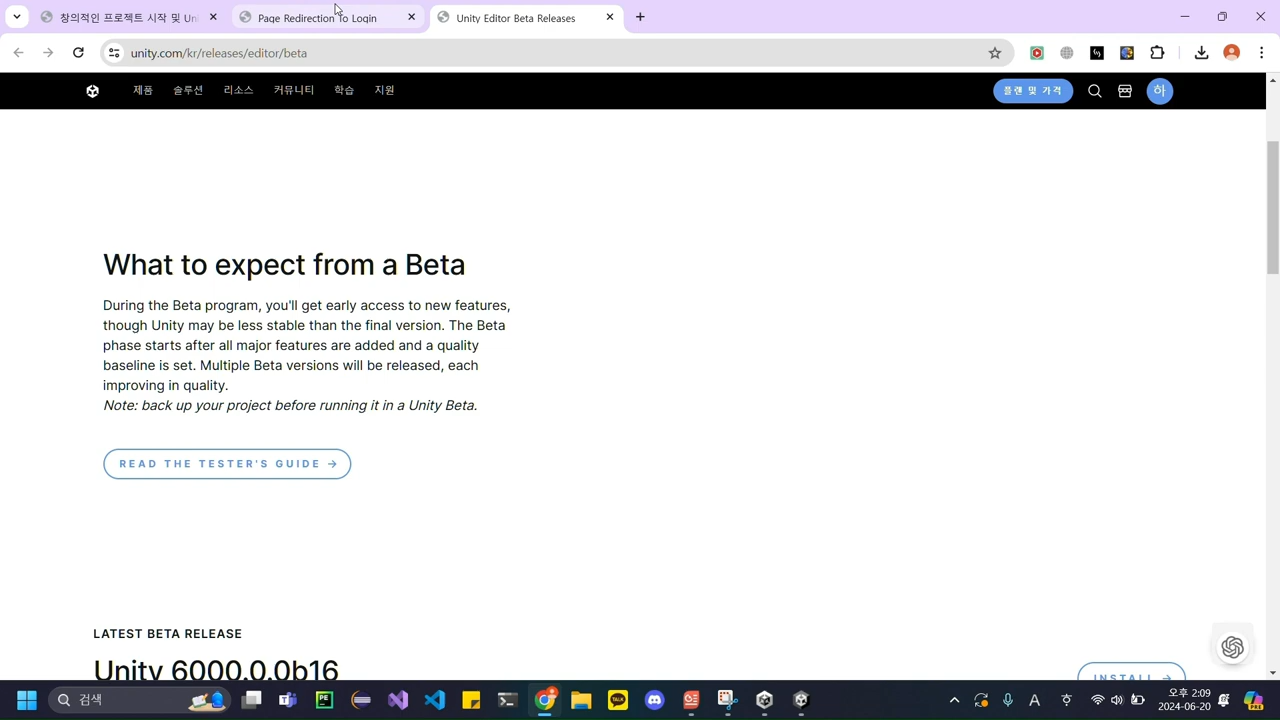 창의적인 프로젝트 시작 및 Uni
Page Redirection To Login
Unity Editor Beta Releases
unity.com/kr/releases/editor/beta
제품
솔루션
리소스
커뮤니티
학습
지원
플랜 및 가격
하
What to expect from a Beta
During the Beta program, you'll get early access to new features,
though Unity may be less stable than the final version. The Beta
phase starts after all major features are added and a quality
baseline is set. Multiple Beta versions will be released, each
improving in quality.
Note: back up your project before running it in a Unity Beta.
READ THE TESTER'S GUIDE →
LATEST BETA RELEASE
Unity 6000.0.0b16
INSTALL →
검색
PE
TALK
A
오후 2:09
2024-06-20